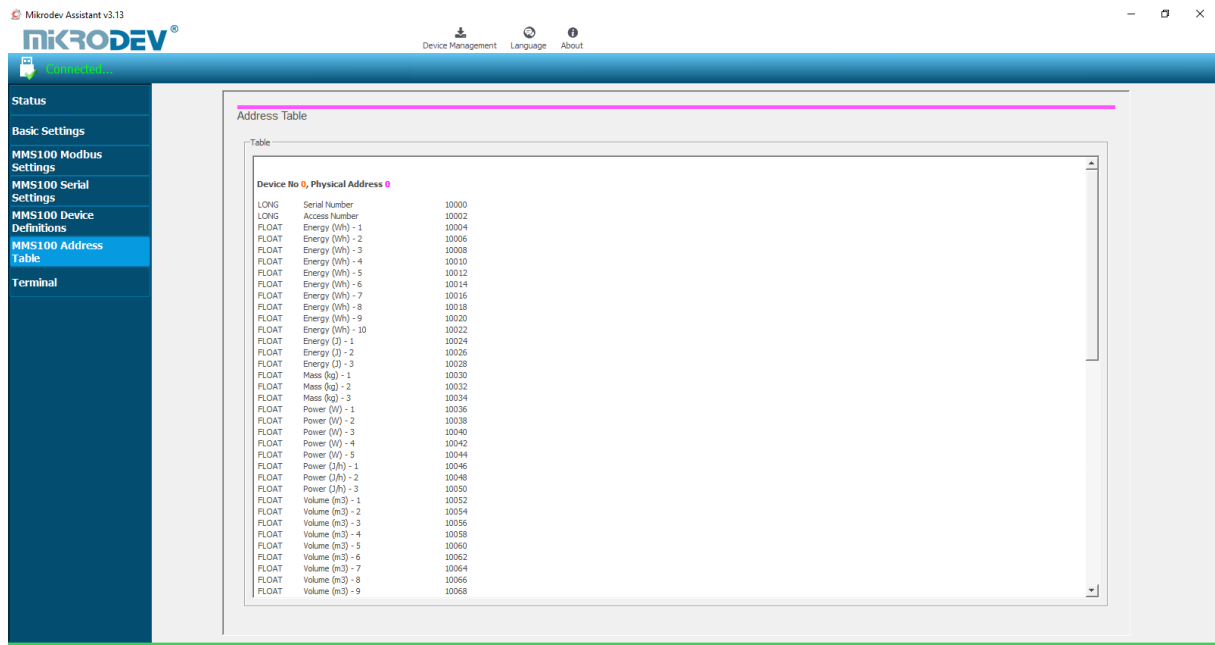 Mikrodev Assistant v3.13
MiKRODEV®
Device Management Language About
Connected...
Status
Basic Settings
MMS100 Modbus
Settings
MMS100 Serial
Settings
MMS100 Device
Definitions
MMS100 Address
Table
Terminal
Address Table
Table
Device No 0, Physical Address 0
LONG Serial Number 10000
LONG Access Number 10002
FLOAT Energy (Wh) - 1 10004
FLOAT Energy (Wh) - 2 10006
FLOAT Energy (Wh) - 3 10008
FLOAT Energy (Wh) - 4 10010
FLOAT Energy (Wh) - 5 10012
FLOAT Energy (Wh) - 6 10014
FLOAT Energy (Wh) - 7 10016
FLOAT Energy (Wh) - 8 10018
FLOAT Energy (Wh) - 9 10020
FLOAT Energy (Wh) - 10 10022
FLOAT Energy (J) - 1 10024
FLOAT Energy (J) - 2 10026
FLOAT Energy (J) - 3 10028
FLOAT Mass (kg) - 1 10030
FLOAT Mass (kg) - 2 10032
FLOAT Mass (kg) - 3 10034
FLOAT Power (W) - 1 10036
FLOAT Power (W) - 2 10038
FLOAT Power (W) - 3 10040
FLOAT Power (W) - 4 10042
FLOAT Power (W) - 5 10044
FLOAT Power (J/h) - 1 10046
FLOAT Power (J/h) - 2 10048
FLOAT Power (J/h) - 3 10050
FLOAT Volume (m3) - 1 10052
FLOAT Volume (m3) - 2 10054
FLOAT Volume (m3) - 3 10056
FLOAT Volume (m3) - 4 10058
FLOAT Volume (m3) - 5 10060
FLOAT Volume (m3) - 6 10062
FLOAT Volume (m3) - 7 10064
FLOAT Volume (m3) - 8 10066
FLOAT Volume (m3) - 9 10068